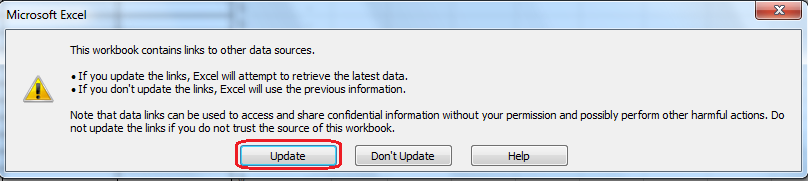 Microsoft Excel
This workbook contains links to other data sources.
• If you update the links, Excel will attempt to retrieve the latest data.
• If you don't update the links, Excel will use the previous information.
Note that data links can be used to access and share confidential information without your permission and possibly perform other harmful actions. Do
not update the links if you do not trust the source of this workbook.
Update
Don't Update
Help